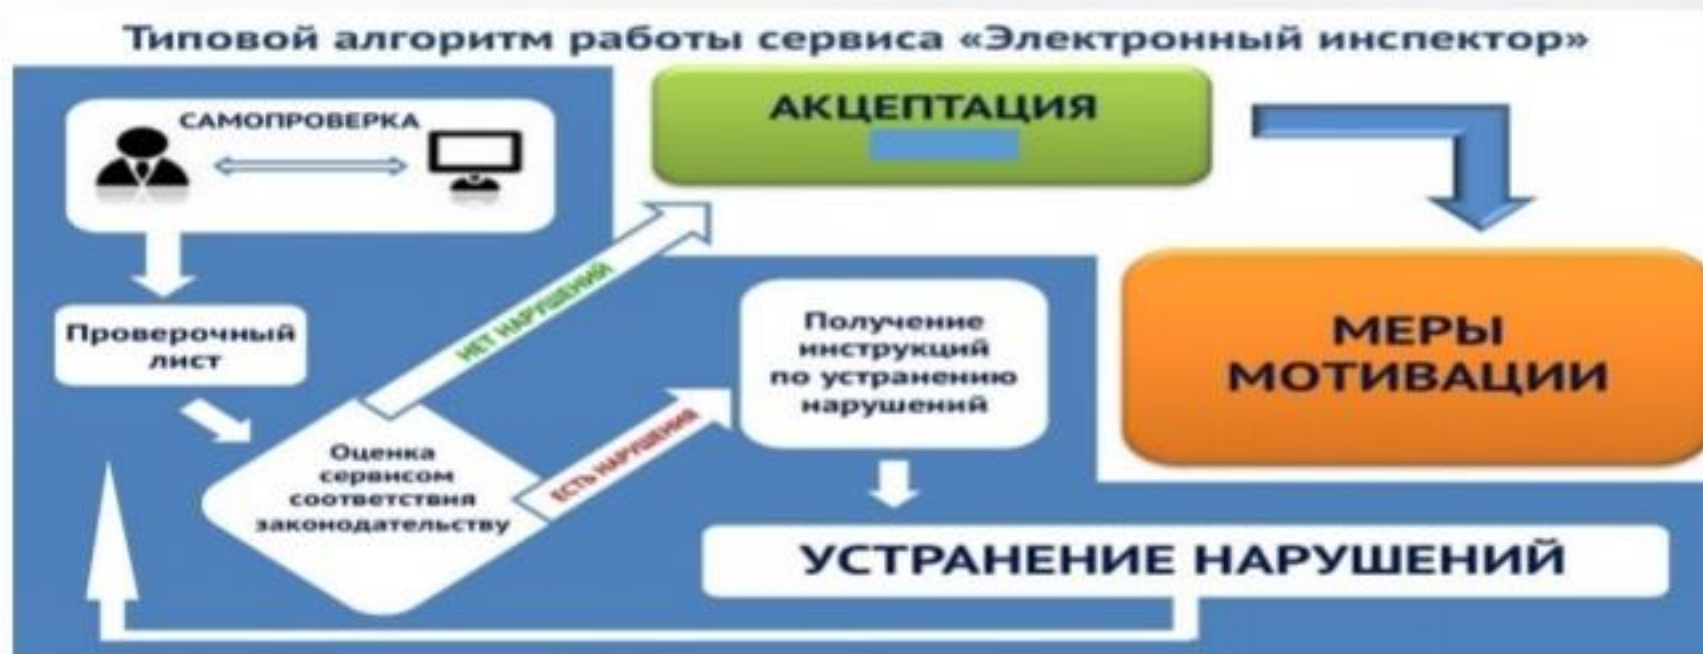 Типовой алгоритм работы сервиса «Электронный инспектор»
САМОПРОВЕРКА
АКЦЕПТАЦИЯ
Проверочный
лист
НЕТ НАРУШЕНИЙ
Оценка
сервисом
соответствия
законодательству
ЕСТЬ НАРУШЕНИЯ
Получение
инструкций
по устранению
нарушений
МЕРЫ
МОТИВАЦИИ
УСТРАНЕНИЕ НАРУШЕНИЙ